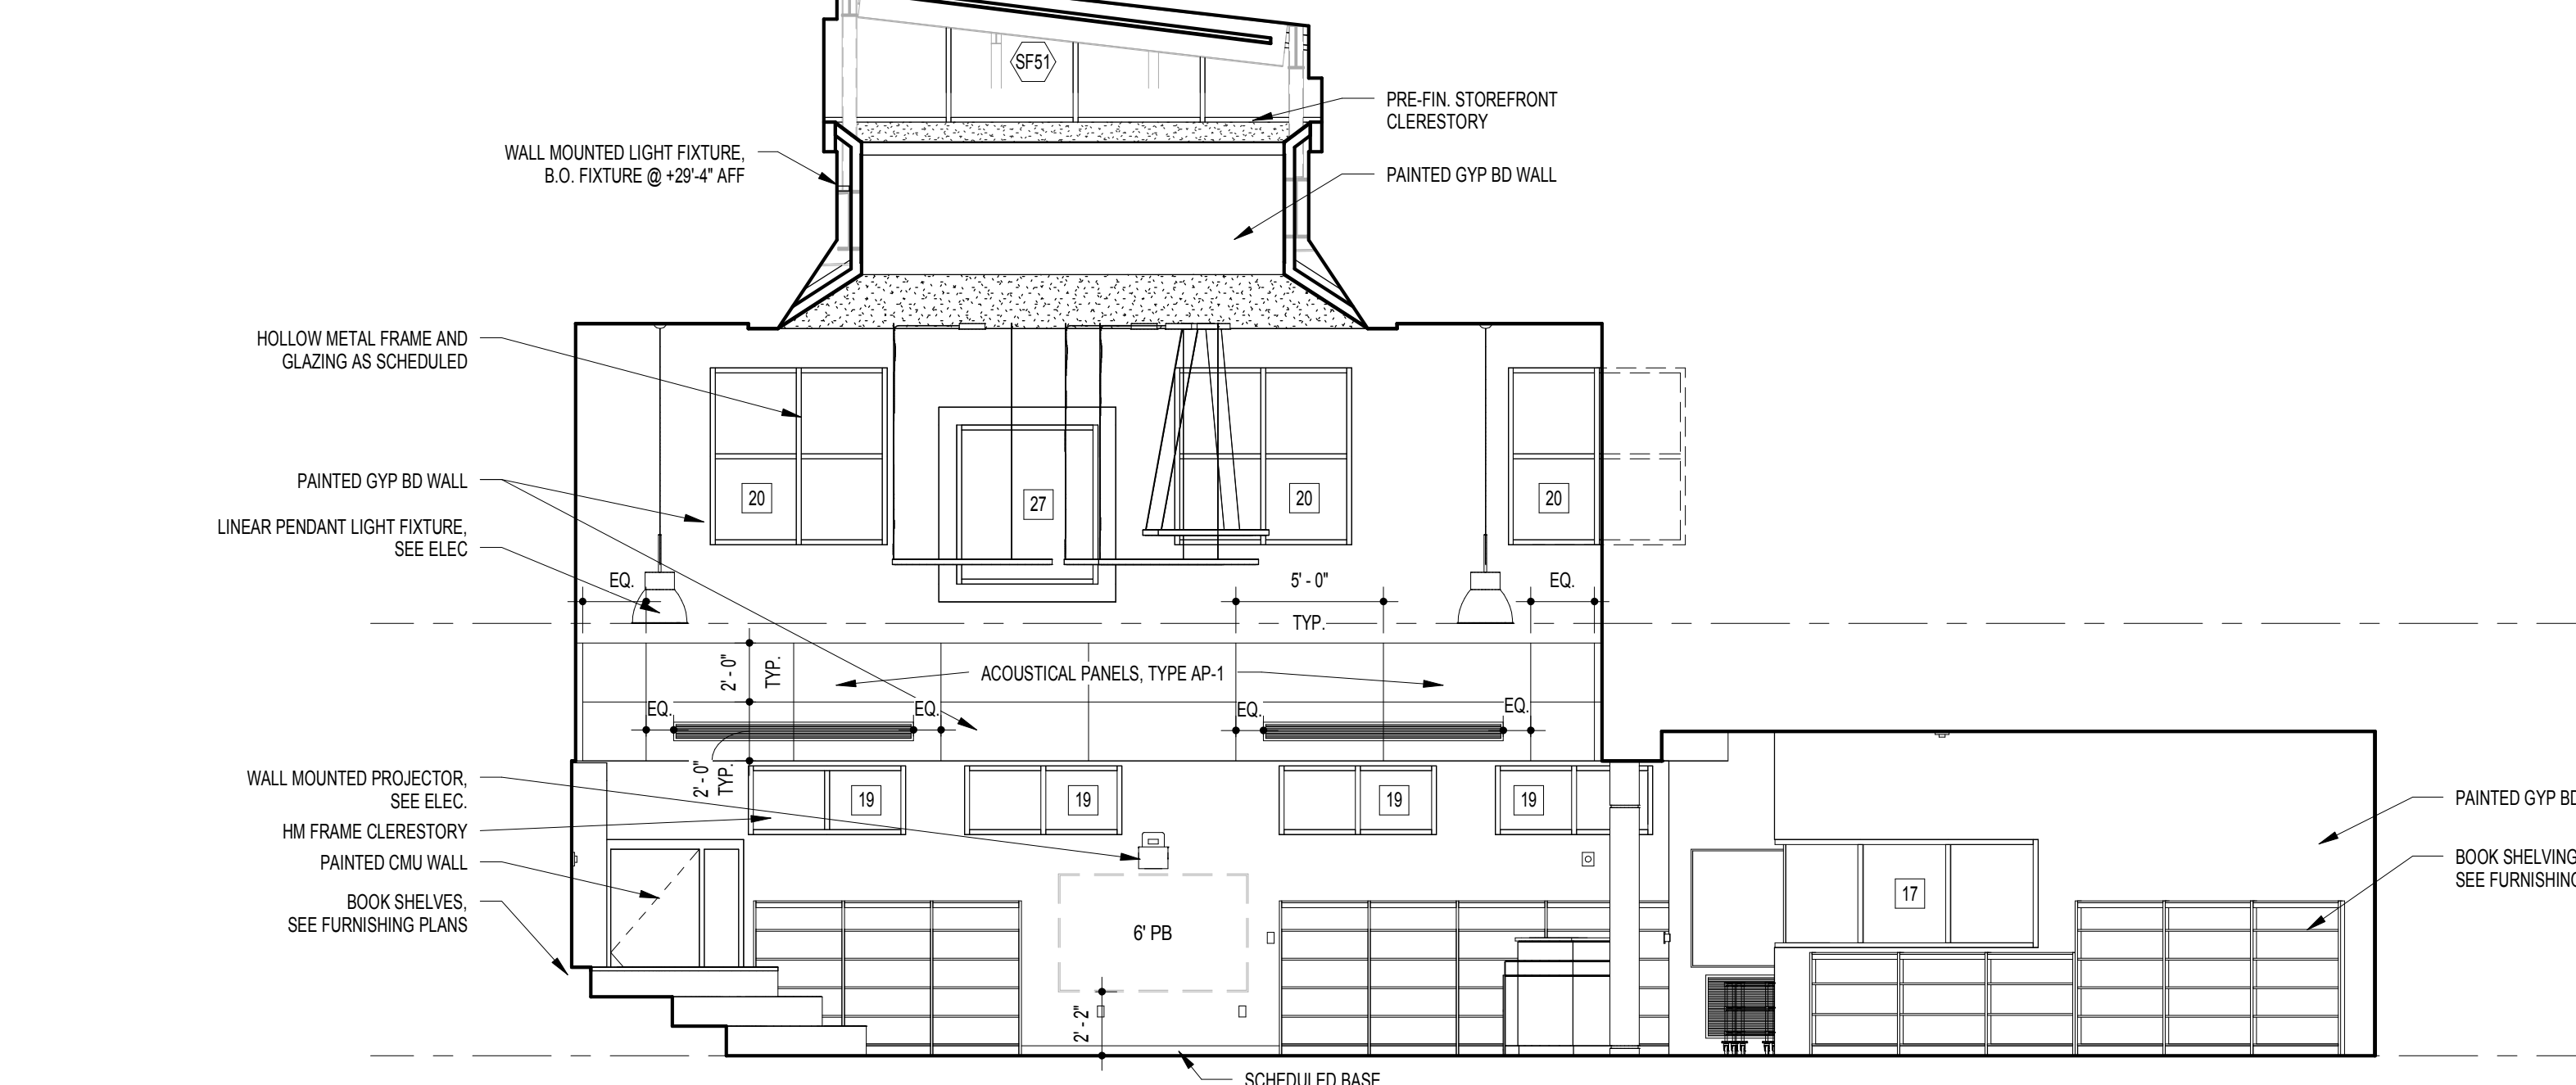 SF51
PRE-FIN. STOREFRONT
CLERESTORY
WALL MOUNTED LIGHT FIXTURE,
B.O. FIXTURE @ +29'-4" AFF
PAINTED GYP BD WALL
HOLLOW METAL FRAME AND
GLAZING AS SCHEDULED
PAINTED GYP BD WALL
20
27
20
20
LINEAR PENDANT LIGHT FIXTURE,
SEE ELEC
EQ.
5' - 0"
EQ.
TYP.
2' - 0"
TYP.
ACOUSTICAL PANELS, TYPE AP-1
EQ.
EQ.
EQ.
EQ.
2' - 0"
TYP.
WALL MOUNTED PROJECTOR,
SEE ELEC.
19
19
19
19
PAINTED GYP BD
HM FRAME CLERESTORY
PAINTED CMU WALL
BOOK SHELVING
SEE FURNISHING
17
BOOK SHELVES,
SEE FURNISHING PLANS
6' PB
2' - 2"
SCHEDULED BASE